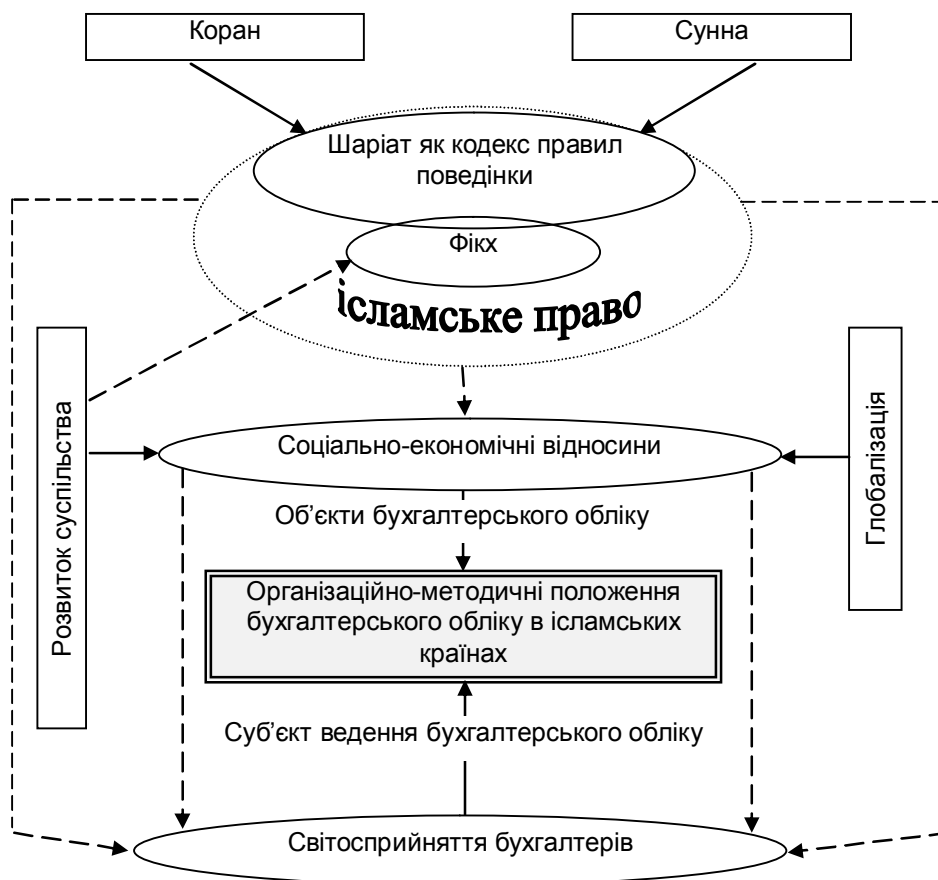 Коран
Сунна
Шаріат як кодекс правил
поведінки
Фікх
ісламське право
Розвиток суспільства
Глобалізація
Соціально-економічні відносини
Об’єкти бухгалтерського обліку
Організаційно-методичні положення
бухгалтерського обліку в ісламських
країнах
Суб’єкт ведення бухгалтерського обліку
Світосприйняття бухгалтерів